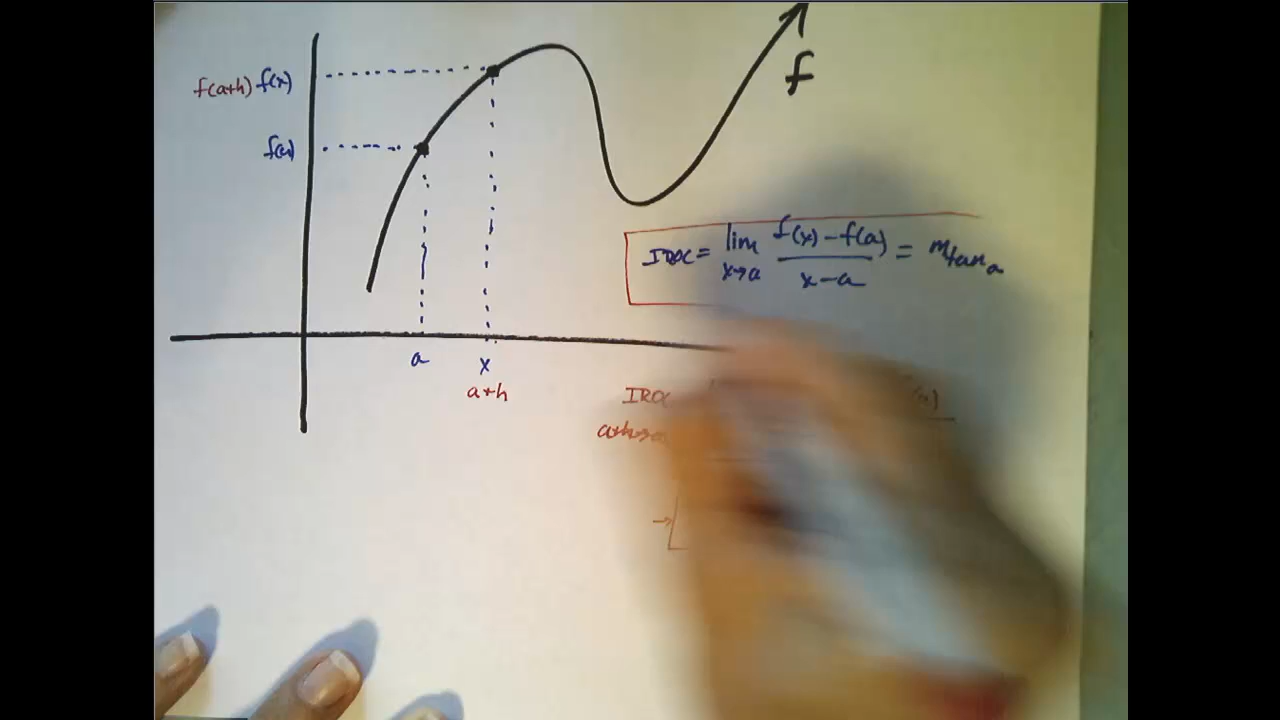 f(a+h) f(x)
f
f(a)
IROC = lim x→a f(x)-f(a) / x-a = mtan a
a
x
a+h
IROC
a+h→a
(a)
→